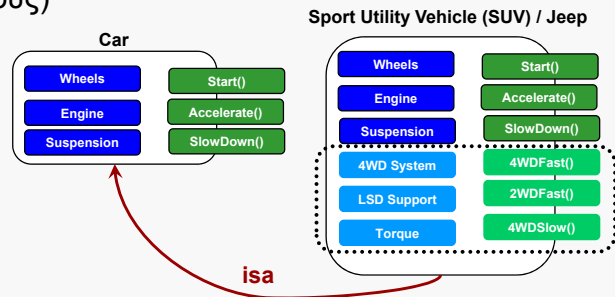 ους)
Sport Utility Vehicle (SUV) / Jeep
Car
Wheels
Start()
Engine
Accelerate()
Suspension
SlowDown()
Wheels
Start()
Engine
Accelerate()
Suspension
SlowDown()
4WD System
4WDFast()
LSD Support
2WDFast()
Torque
4WDSlow()
isa